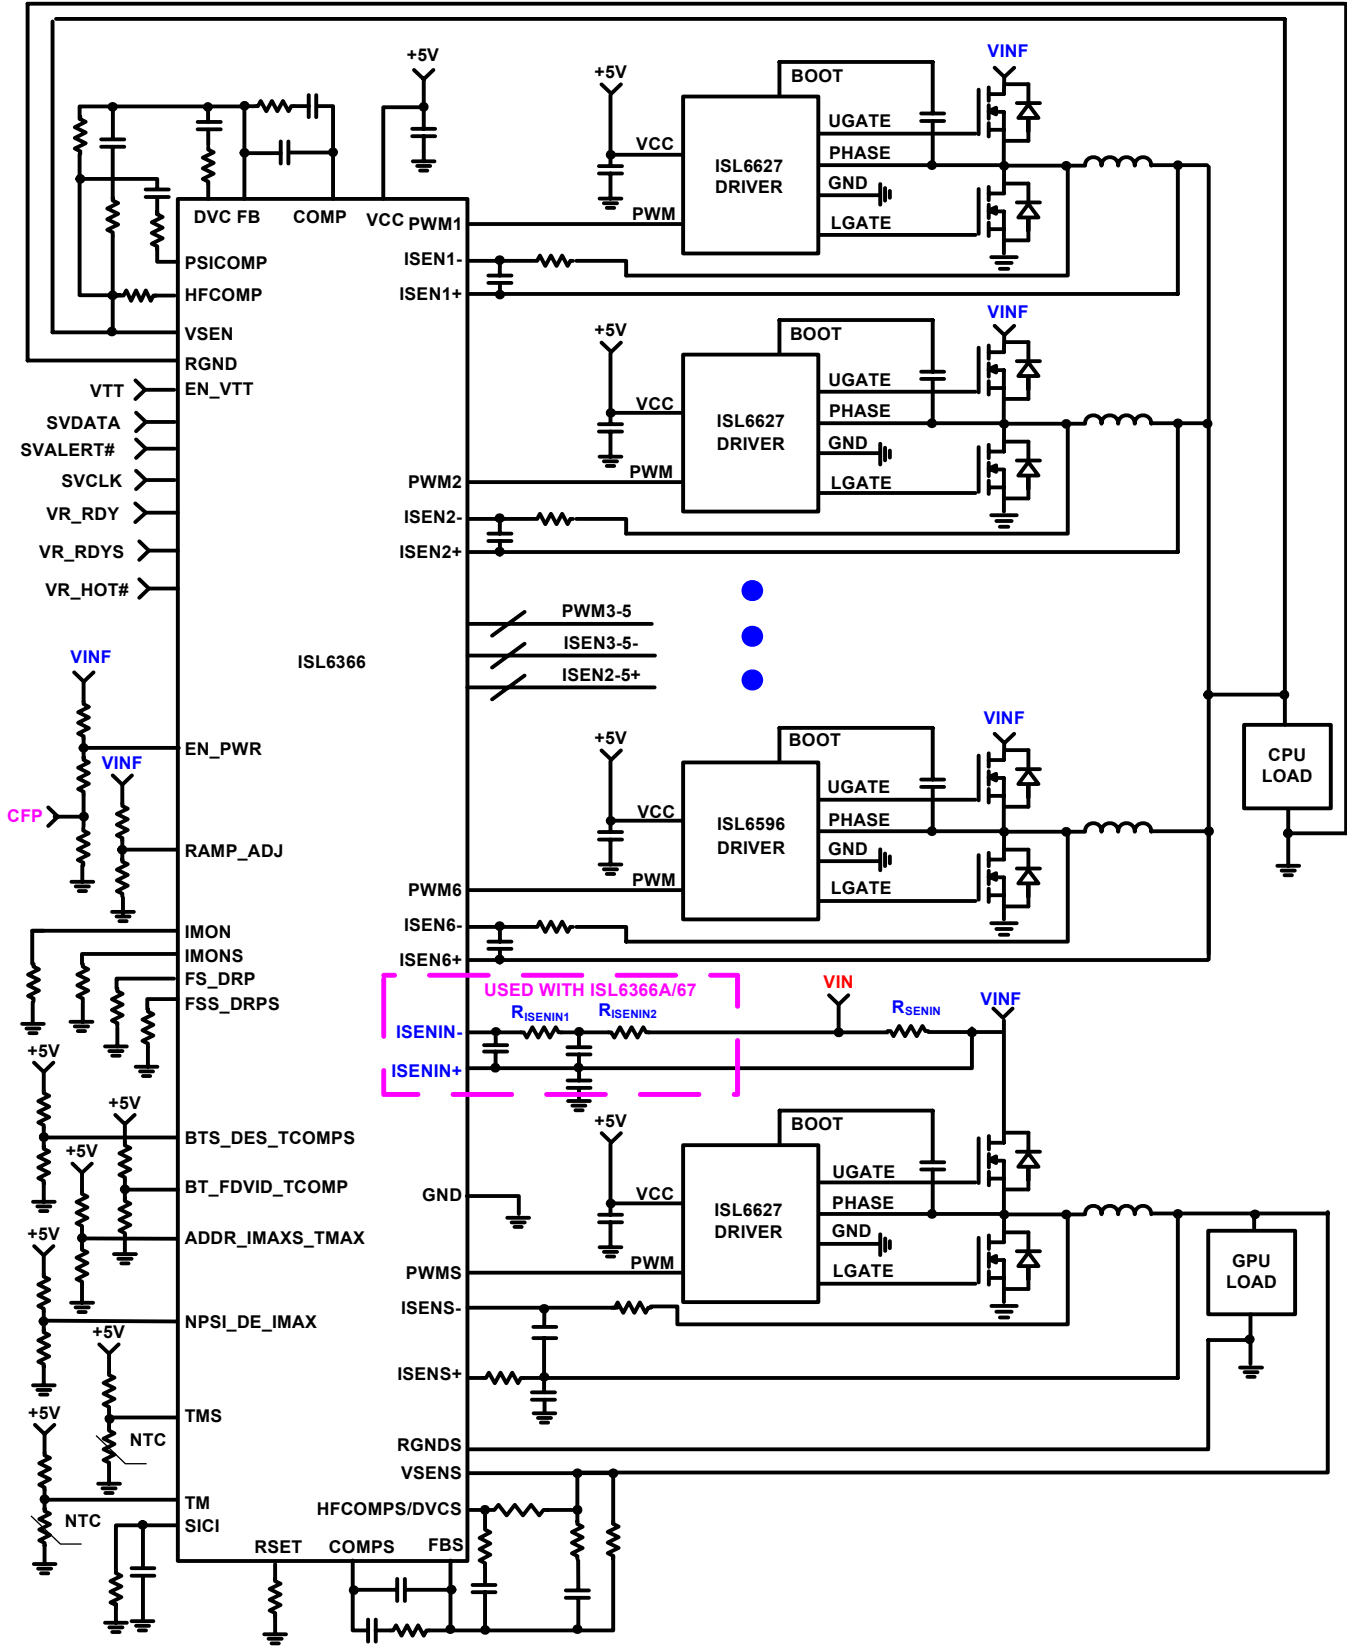 +5V
+5V
BOOT
VINF
UGATE
VCC
ISL6627
DRIVER
PHASE
GND
LGATE
DVC FB
COMP
VCC
PWM1
PWM
PSICOMP
ISEN1-
HFCOMP
ISEN1+
VSEN
RGND
VTT
EN_VTT
SVDATA
SVALERT#
SVCLK
VR_RDY
VR_RDYS
VR_HOT#
+5V
BOOT
VINF
UGATE
VCC
ISL6627
DRIVER
PHASE
GND
LGATE
PWM2
PWM
ISEN2-
ISEN2+
PWM3-5
ISEN3-5-
ISEN2-5+
ISL6366
VINF
EN_PWR
VINF
CFP
RAMP_ADJ
+5V
BOOT
VINF
UGATE
VCC
ISL6596
DRIVER
PHASE
GND
LGATE
PWM6
PWM
ISEN6-
ISEN6+
CPU
LOAD
IMON
IMONS
FS_DRP
FSS_DRPS
USED WITH ISL6366A/67
RISENIN1
RISENIN2
ISENIN-
ISENIN+
VIN
RSENIN
VINF
+5V
+5V
BTS_DES_TCOMPS
+5V
BT_FDVID_TCOMP
ADDR_IMAXS_TMAX
+5V
NPSI_DE_IMAX
+5V
TMS
NTC
+5V
TM
NTC
SICI
+5V
BOOT
UGATE
VCC
ISL6627
DRIVER
PHASE
GND
LGATE
GND
PWMS
PWM
ISENS-
ISENS+
GPU
LOAD
RGNDS
VSENS
HFCOMPS/DVCS
RSET
COMPS
FBS